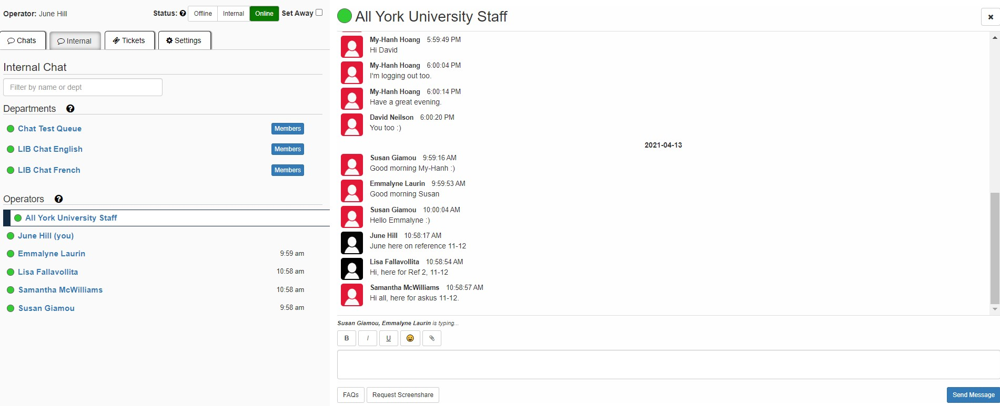 Operator: June Hill
Status: Offline Internal Online Set Away
Chats Internal Tickets Settings
Internal Chat
Filter by name or dept
Departments
Chat Test Queue Members
LIB Chat English Members
LIB Chat French Members
Operators
All York University Staff
June Hill (you)
Emmalyne Laurin 9:59 am
Lisa Fallavollita 10:58 am
Samantha McWilliams 10:58 am
Susan Giamou 9:58 am
All York University Staff
My-Hanh Hoang 5:59:49 PM
Hi David
My-Hanh Hoang 6:00:04 PM
I'm logging out too.
My-Hanh Hoang 6:00:14 PM
Have a great evening.
David Neilson 6:00:20 PM
You too :)
2021-04-13
Susan Giamou 9:59:16 AM
Good morning My-Hanh :)
Emmalyne Laurin 9:59:53 AM
Good morning Susan
Susan Giamou 10:00:04 AM
Hello Emmalyne :)
June Hill 10:58:17 AM
June here on reference 11-12
Lisa Fallavollita 10:58:54 AM
Hi, here for Ref 2, 11-12
Samantha McWilliams 10:58:57 AM
Hi all, here for askus 11-12.
Susan Giamou, Emmalyne Laurin is typing...
B I U
FAQs Request Screenshare Send Message